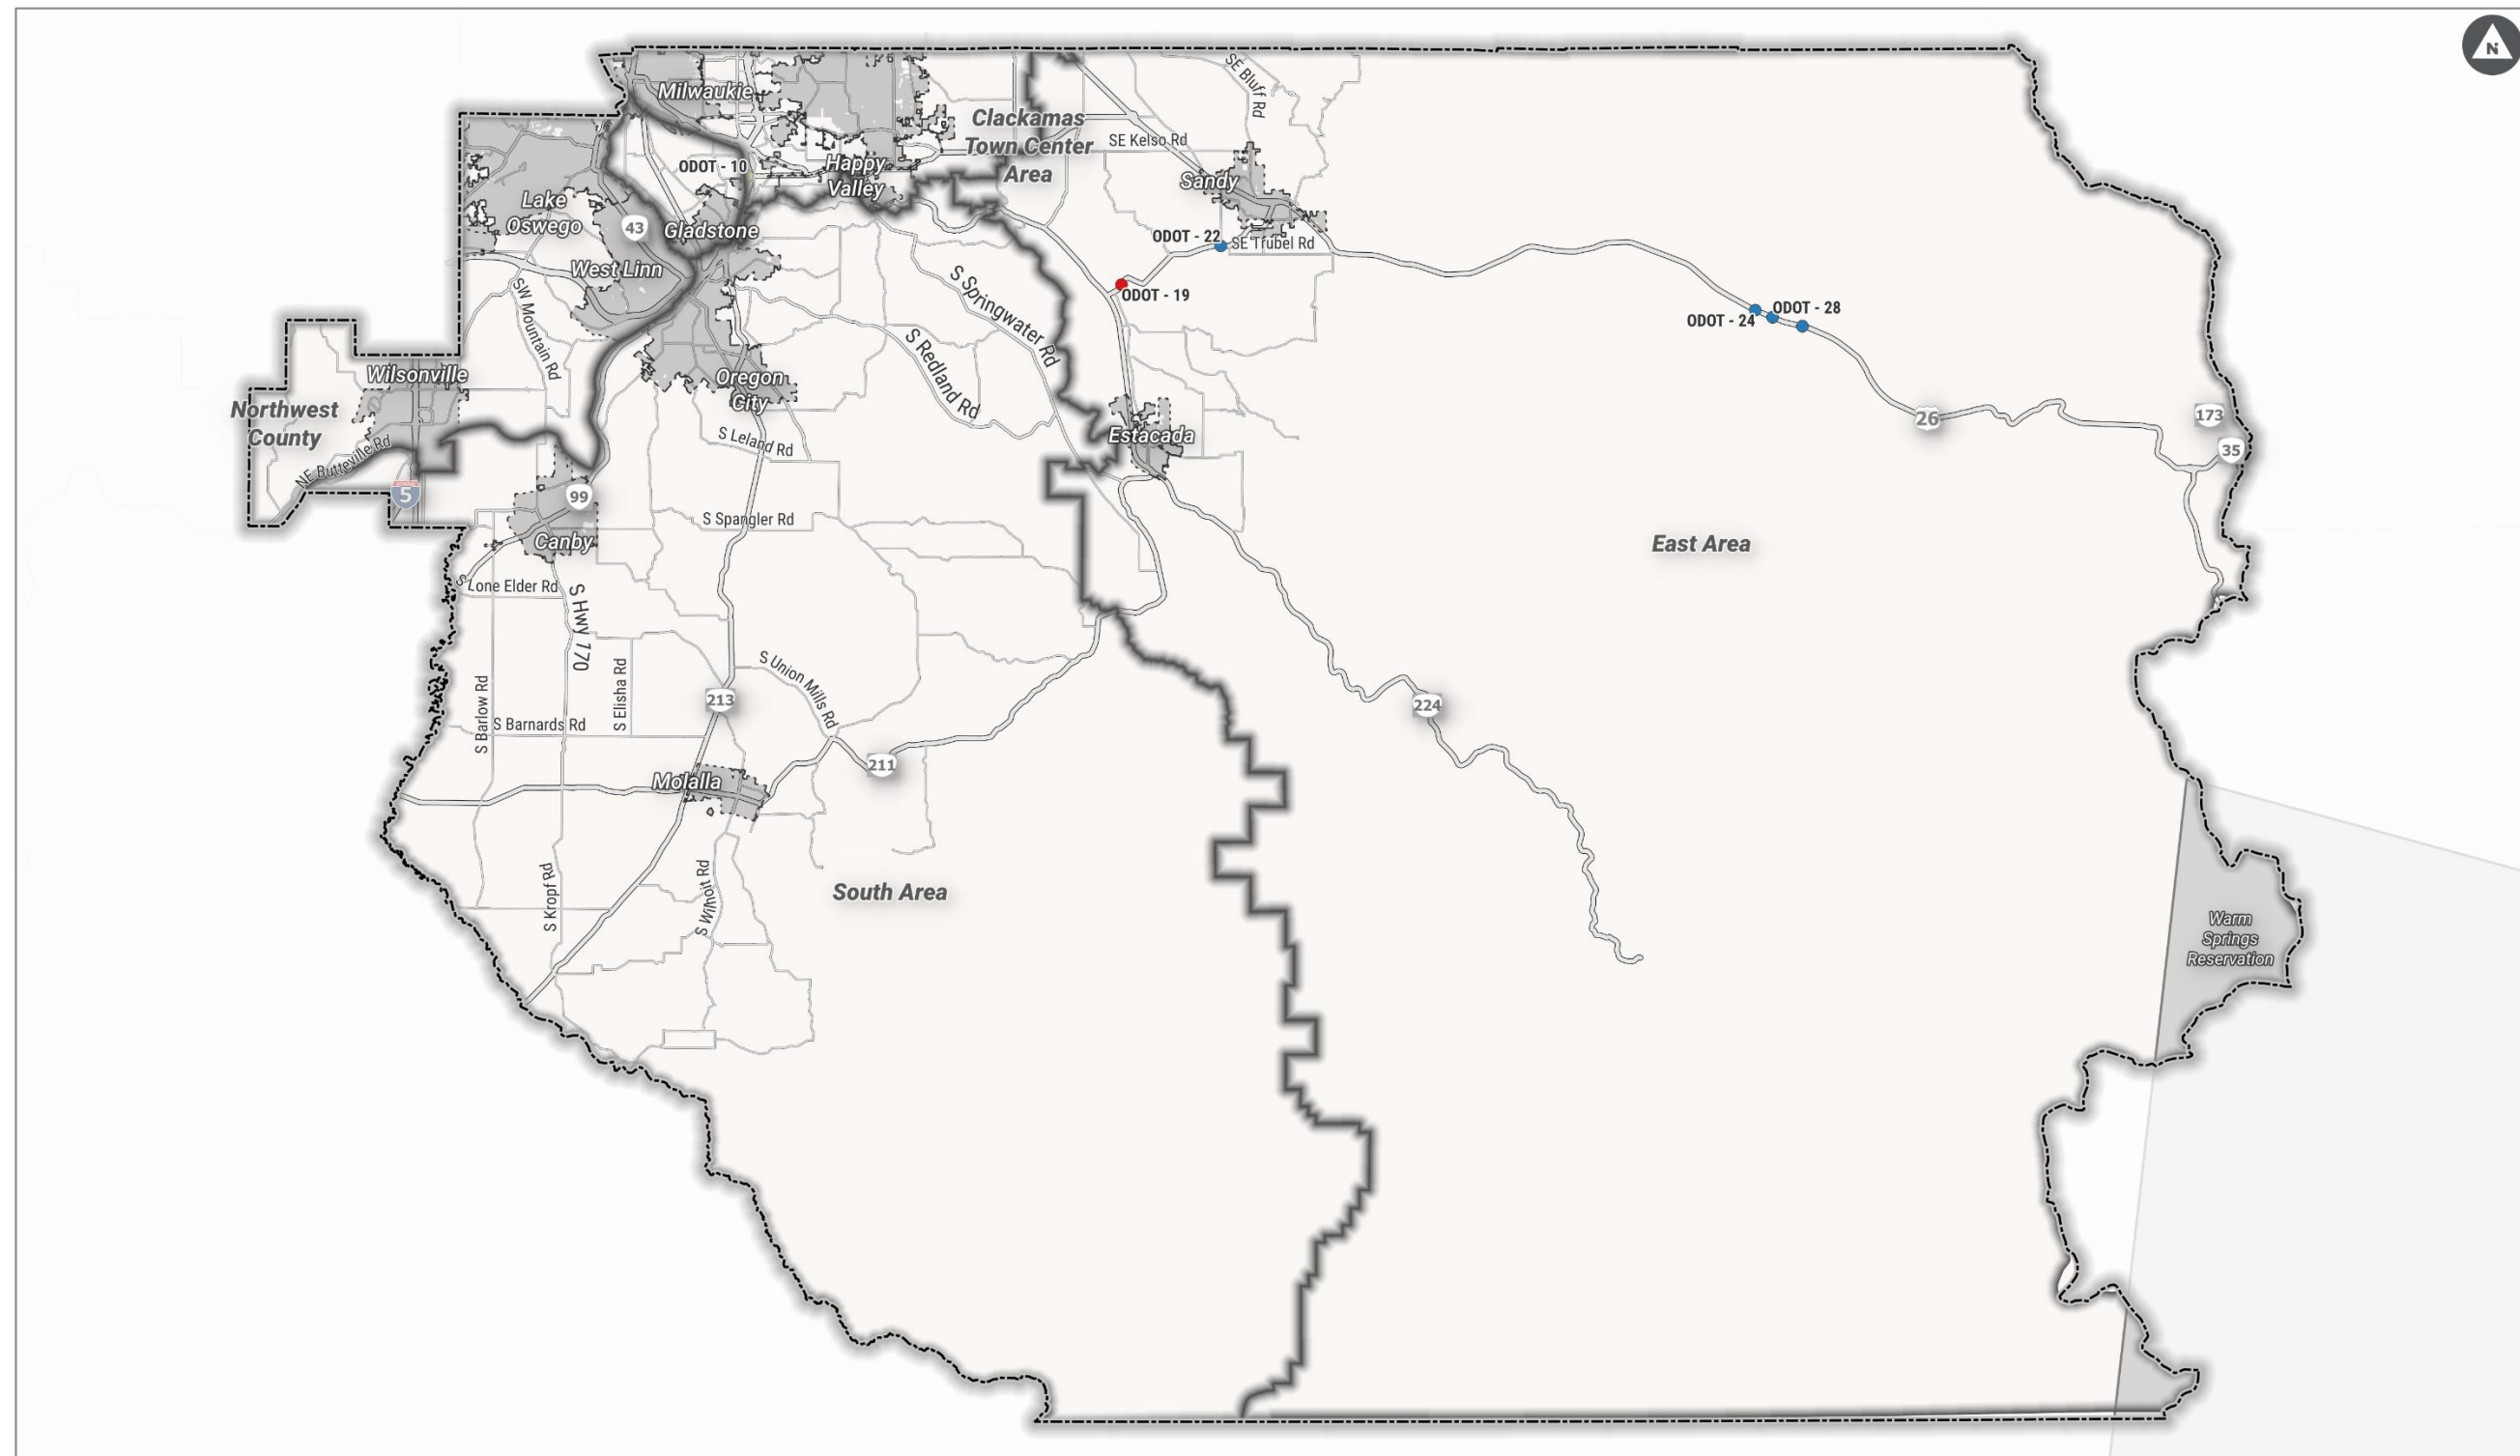 N
SE Bluff Rd
Milwaukie
Clackamas
Town Center
Area
SE Kelso Rd
ODOT - 10
Happy
Valley
Sandy
Lake
Oswego
43
Gladstone
ODOT - 22
SE Trubel Rd
West Linn
S Springwater Rd
ODOT - 19
SW Mountain Rd
ODOT - 28
ODOT - 24
S Redland Rd
Wilsonville
Oregon
City
Northwest
County
173
26
Estacada
S Leland Rd
35
NE Butteville Rd
5
99
S Spangler Rd
Canby
East Area
S Lone Elder Rd
S Hwy 170
S Union Mills Rd
S Elisha Rd
S Barlow Rd
213
224
S Barnards Rd
211
Molalla
S Kropf Rd
S Wilhoit Rd
South Area
Warm
Springs
Reservation